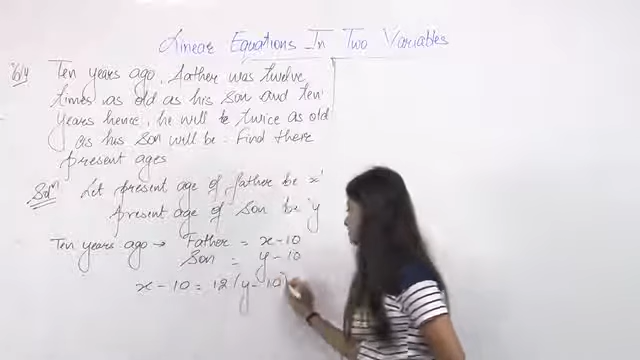 Linear Equations In Two Variables
Ten years ago, father was twelve
times as old as his son and ten
years hence, he will be twice as old
as his son will be. Find there
present ages
Solⁿ Let present age of father be 'x'
present age of son be 'y
Ten years ago → Father = x-10
Son = y-10
x-10 = 12(y-10)